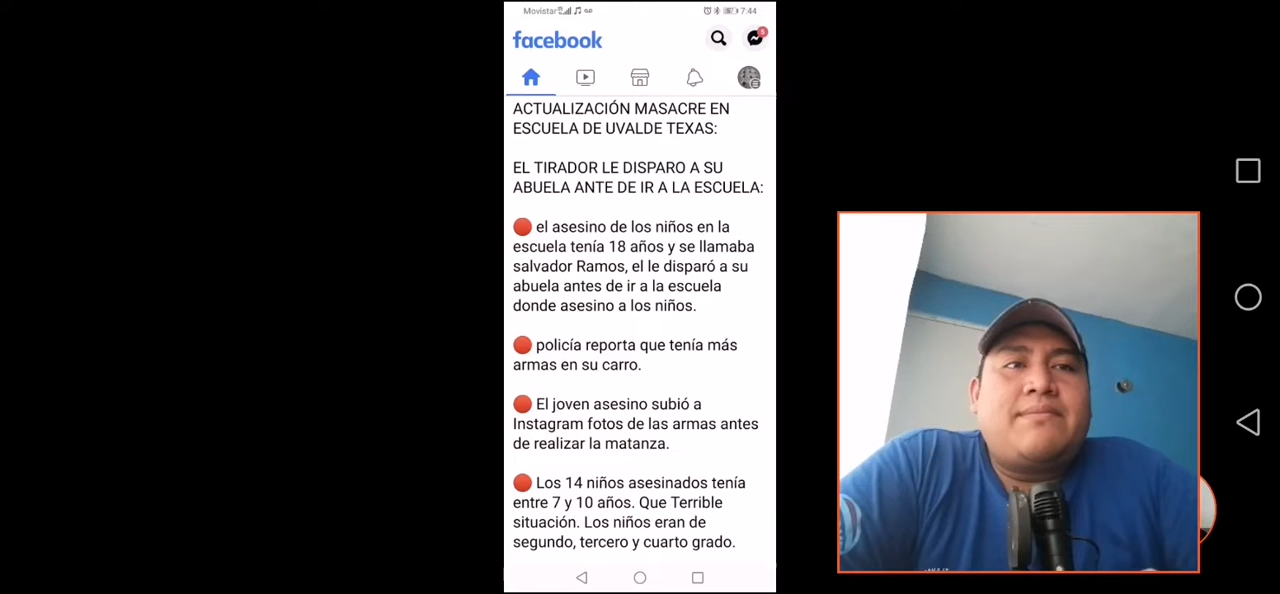 Movistar
7:44
facebook
5
ACTUALIZACIÓN MASACRE EN
ESCUELA DE UVALDE TEXAS:
EL TIRADOR LE DISPARO A SU
ABUELA ANTE DE IR A LA ESCUELA:
el asesino de los niños en la
escuela tenía 18 años y se llamaba
salvador Ramos, el le disparó a su
abuela antes de ir a la escuela
donde asesino a los niños.
policía reporta que tenía más
armas en su carro.
El joven asesino subió a
Instagram fotos de las armas antes
de realizar la matanza.
Los 14 niños asesinados tenía
entre 7 y 10 años. Que Terrible
situación. Los niños eran de
segundo, tercero y cuarto grado.